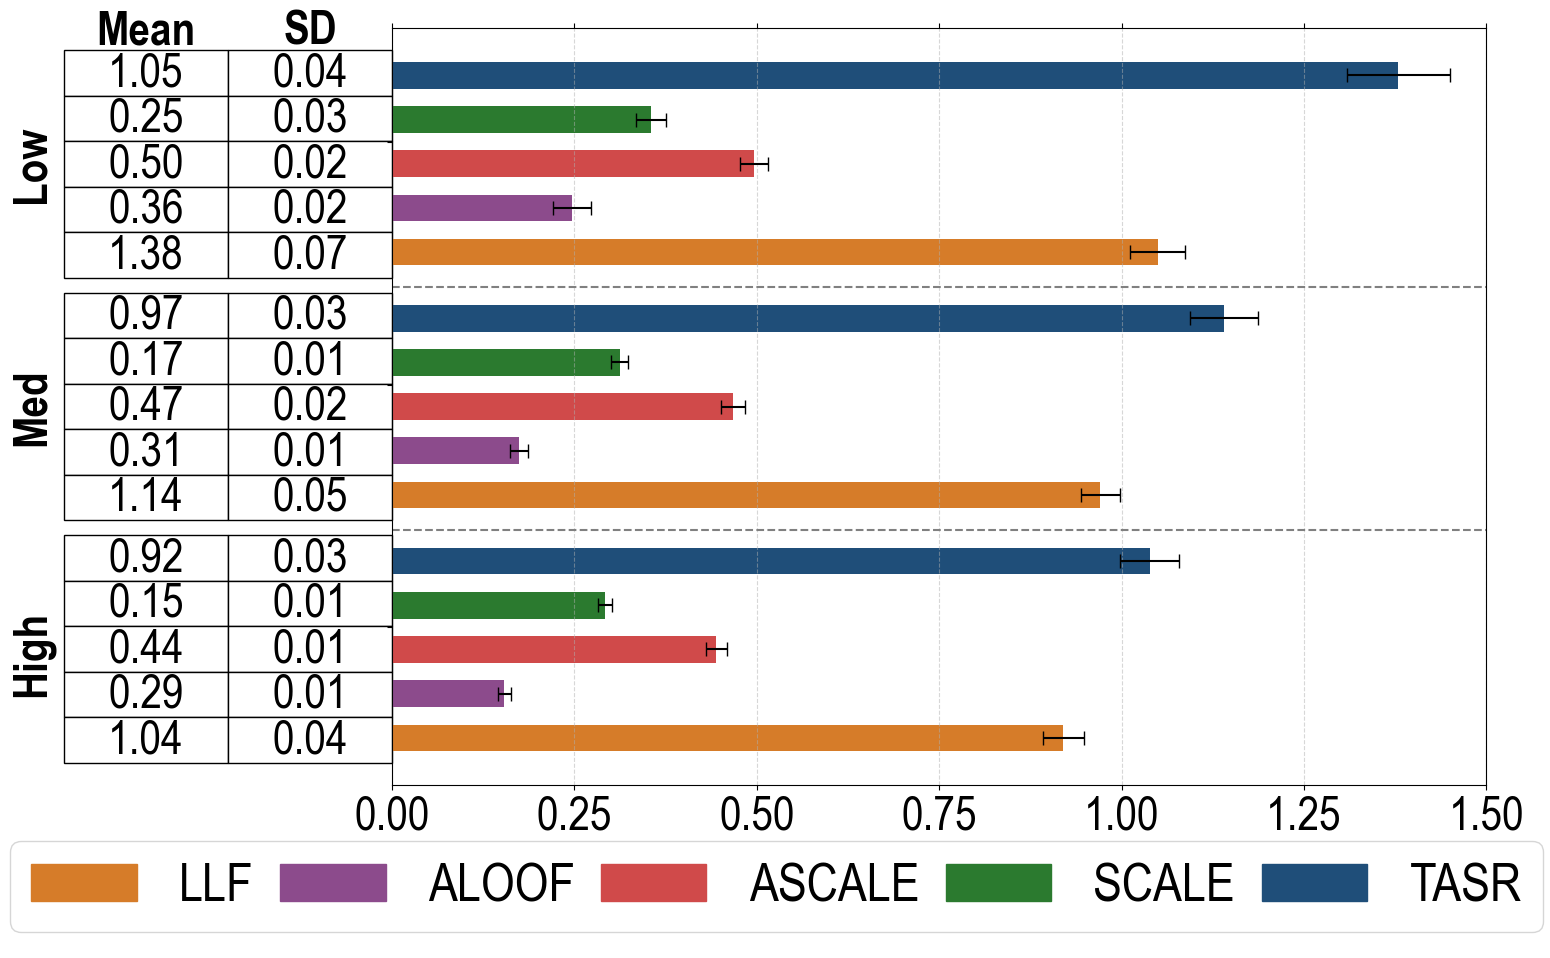 Mean SD
Low
1.05 0.04
0.25 0.03
0.50 0.02
0.36 0.02
1.38 0.07
Med
0.97 0.03
0.17 0.01
0.47 0.02
0.31 0.01
1.14 0.05
High
0.92 0.03
0.15 0.01
0.44 0.01
0.29 0.01
1.04 0.04
0.00 0.25 0.50 0.75 1.00 1.25 1.50
LLF ALOOF ASCALE SCALE TASR